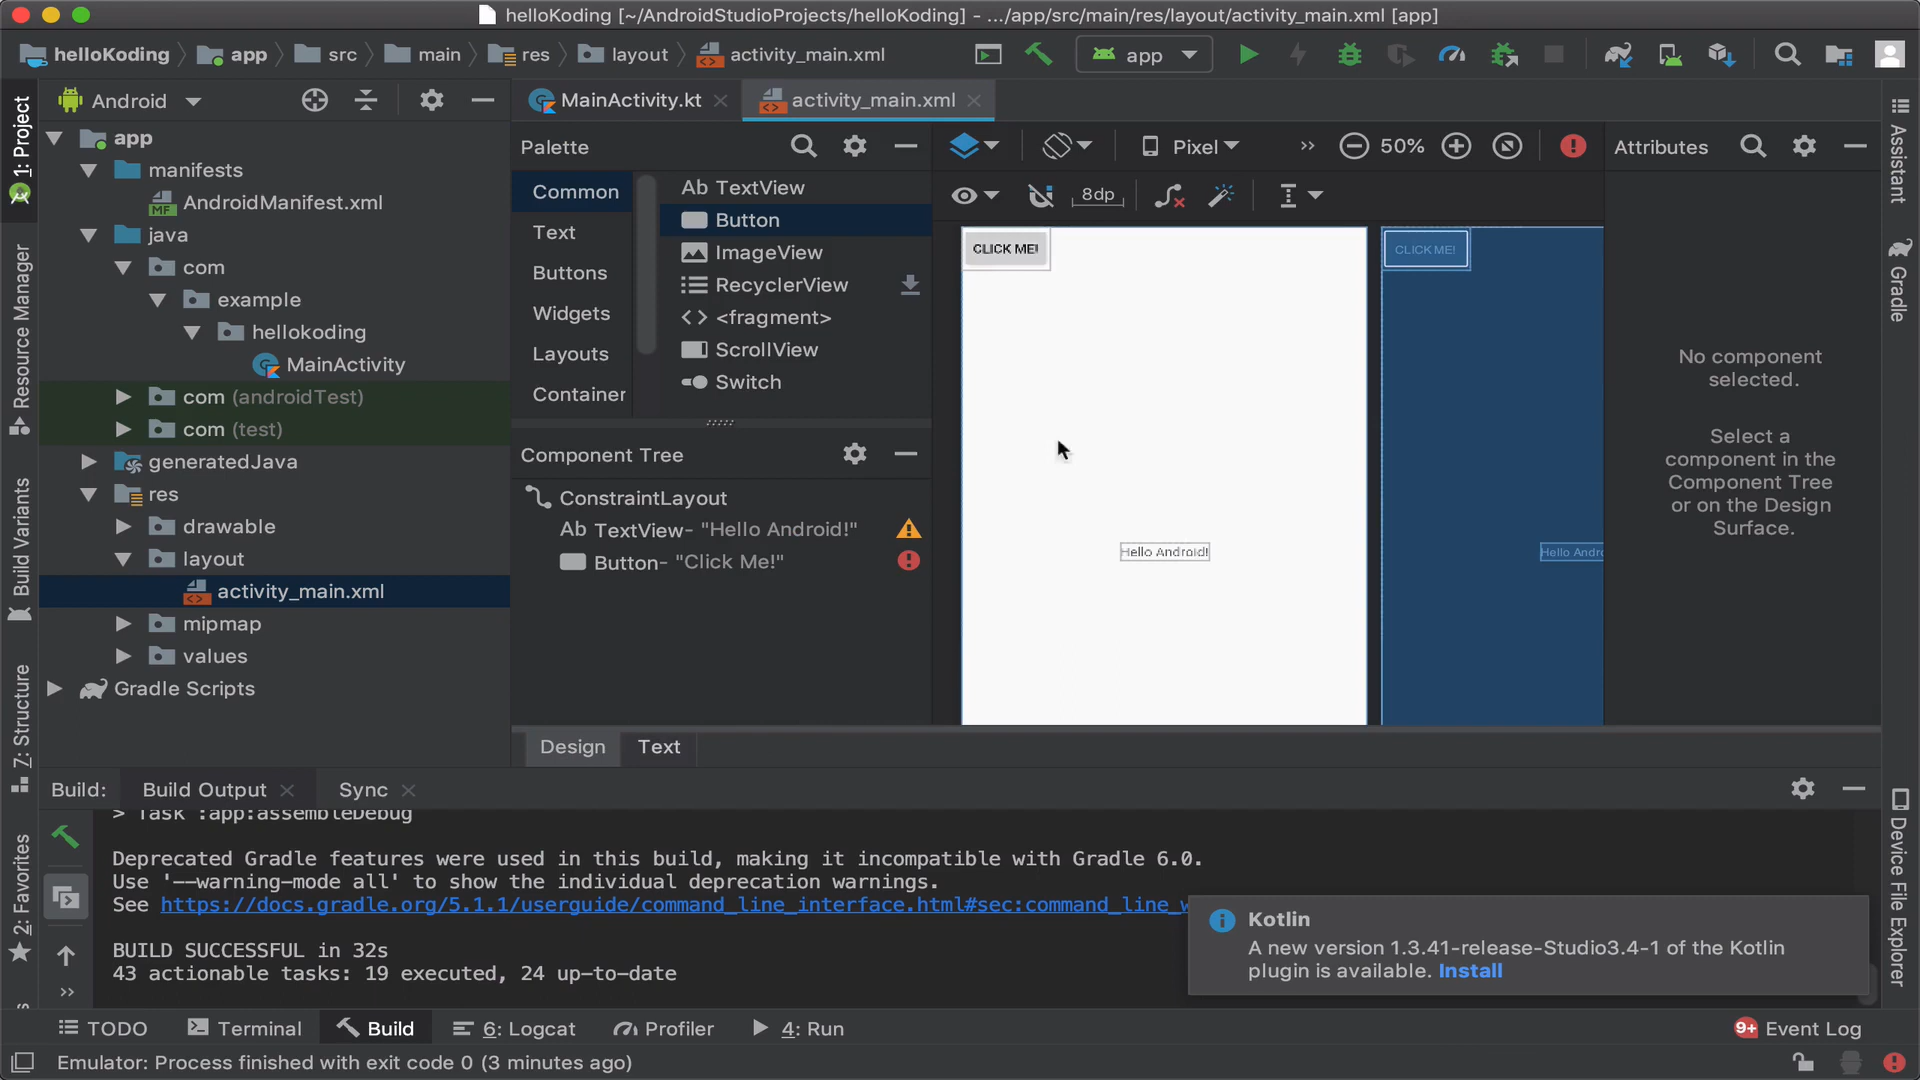 helloKoding [~/AndroidStudioProjects/helloKoding] - .../app/src/main/res/layout/activity_main.xml [app]
helloKoding app src main res layout activity_main.xml app
Android MainActivity.kt activity_main.xml
1: Project
Resource Manager
Build Variants
Z: Structure
2: Favorites
app
manifests
MF
AndroidManifest.xml
java
com
example
hellokoding
MainActivity
com (androidTest)
com (test)
generatedJava
res
drawable
layout
activity_main.xml
mipmap
values
Gradle Scripts
Palette
Common
Text
Buttons
Widgets
Layouts
Container
Ab TextView
Button
ImageView
RecyclerView
<fragment>
ScrollView
Switch
Component Tree
ConstraintLayout
Ab TextView- "Hello Android!"
Button- "Click Me!"
Pixel >> 50%
8dp
CLICK ME!
CLICK ME!
Hello Android!
Hello Andro
Attributes
No component
selected.
Select a
component in the
Component Tree
or on the Design
Surface.
Assistant
Gradle
Device File Explorer
Design Text
Build: Build Output Sync
> Task :app:assembleDebug
Deprecated Gradle features were used in this build, making it incompatible with Gradle 6.0.
Use '--warning-mode all' to show the individual deprecation warnings.
See https://docs.gradle.org/5.1.1/userguide/command_line_interface.html#sec:command_line_w
BUILD SUCCESSFUL in 32s
43 actionable tasks: 19 executed, 24 up-to-date
>>
Kotlin
A new version 1.3.41-release-Studio3.4-1 of the Kotlin
plugin is available. Install
TODO Terminal Build 6: Logcat Profiler 4: Run 9+ Event Log
Emulator: Process finished with exit code 0 (3 minutes ago)